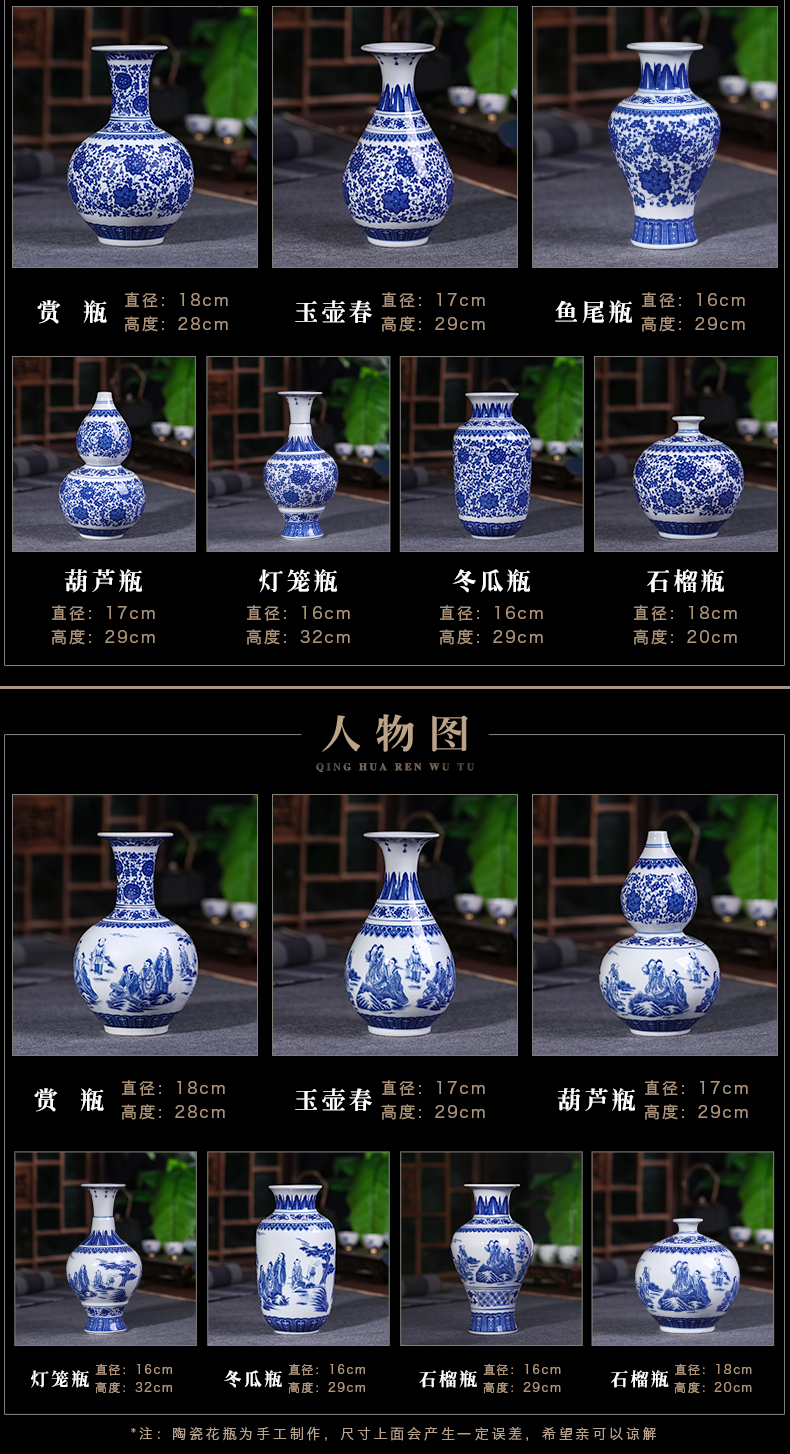 赏 瓶
直径：18cm
高度：28cm
玉壶春
直径：17cm
高度：29cm
鱼尾瓶
直径：16cm
高度：29cm
葫芦瓶
直径：17cm
高度：29cm
灯笼瓶
直径：16cm
高度：32cm
冬瓜瓶
直径：16cm
高度：29cm
石榴瓶
直径：18cm
高度：20cm
人物图
QING HUA REN WU TU
赏 瓶
直径：18cm
高度：28cm
玉壶春
直径：17cm
高度：29cm
葫芦瓶
直径：17cm
高度：29cm
灯笼瓶
直径：16cm
高度：32cm
冬瓜瓶
直径：16cm
高度：29cm
石榴瓶
直径：16cm
高度：29cm
石榴瓶
直径：18cm
高度：20cm
*注：陶瓷花瓶为手工制作，尺寸上面会产生一定误差，希望亲可以谅解